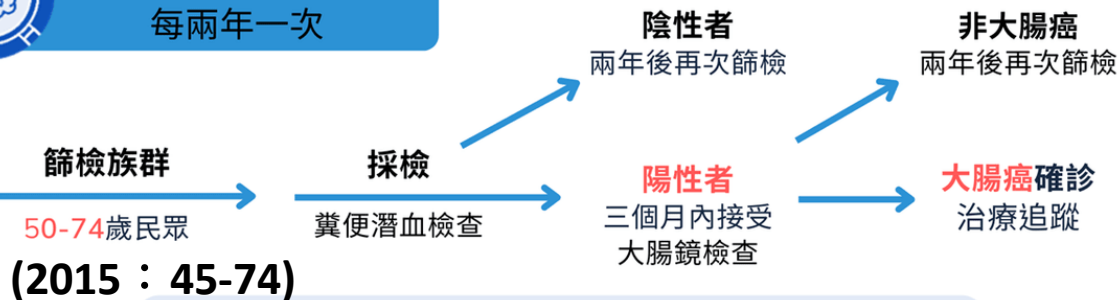 每兩年一次
篩檢族群
50-74歲民眾
(2015：45-74)
採檢
糞便潛血檢查
陰性者
兩年後再次篩檢
陽性者
三個月內接受
大腸鏡檢查
非大腸癌
兩年後再次篩檢
大腸癌確診
治療追蹤